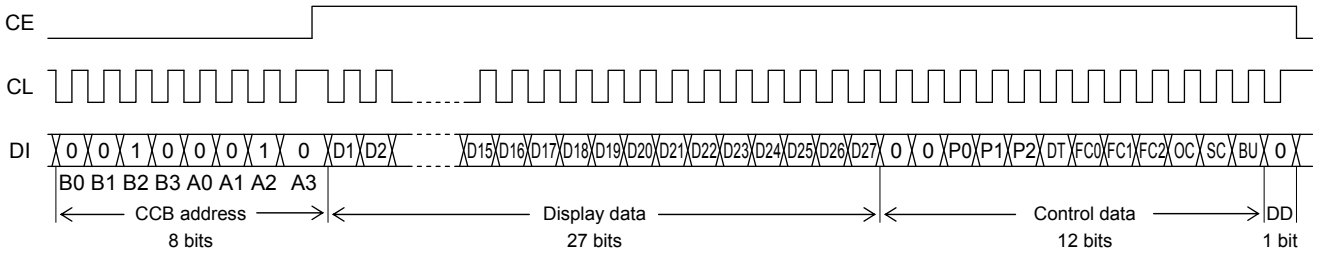 CE
CL
DI 0 0 1 0 0 0 1 0 D1 D2 D15 D16 D17 D18 D19 D20 D21 D22 D23 D24 D25 D26 D27 0 0 P0 P1 P2 DT FC0 FC1 FC2 OC SC BU 0
B0 B1 B2 B3 A0 A1 A2 A3
CCB address Display data Control data DD
8 bits 27 bits 12 bits 1 bit